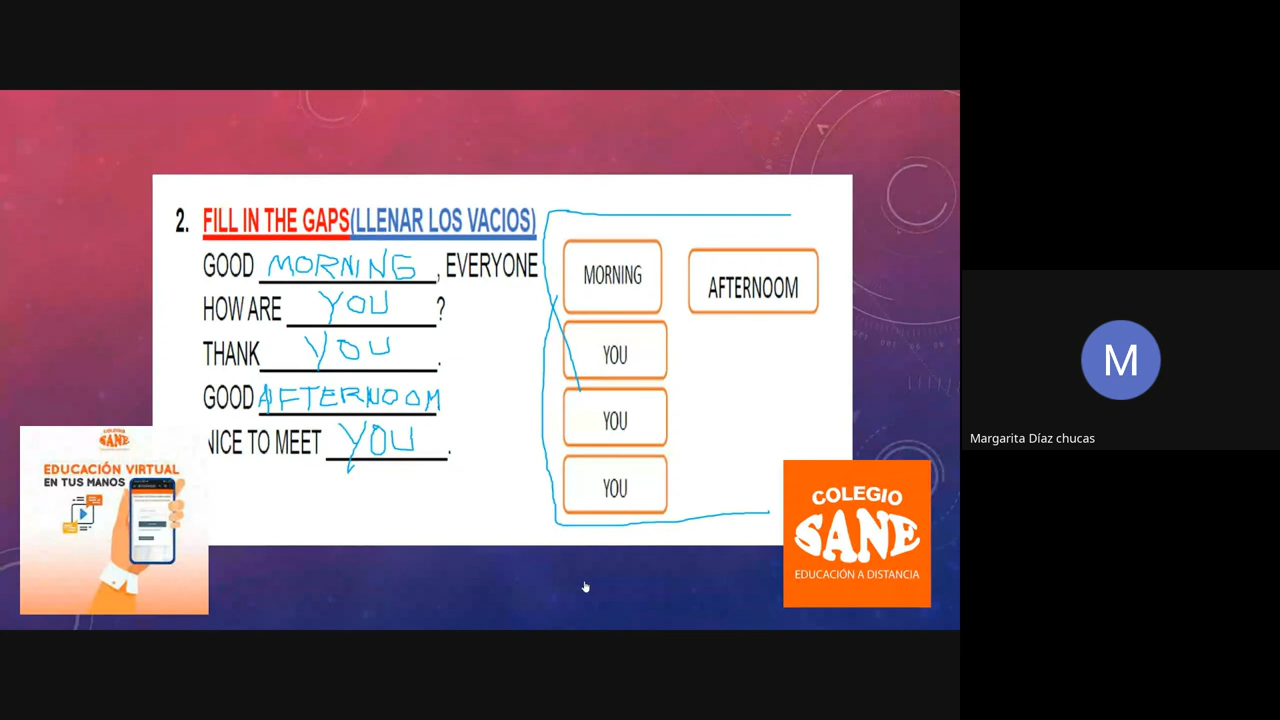 2. FILL IN THE GAPS(LLENAR LOS VACIOS)
GOOD MORNING, EVERYONE
HOW ARE YOU?
THANK YOU.
GOOD AFTERNOOM
NICE TO MEET YOU.
MORNING
AFTERNOOM
YOU
YOU
YOU
COLEGIO
SANE
EDUCACIÓN VIRTUAL
EN TUS MANOS
COLEGIO
SANE
EDUCACIÓN A DISTANCIA
M
Margarita Díaz chucas